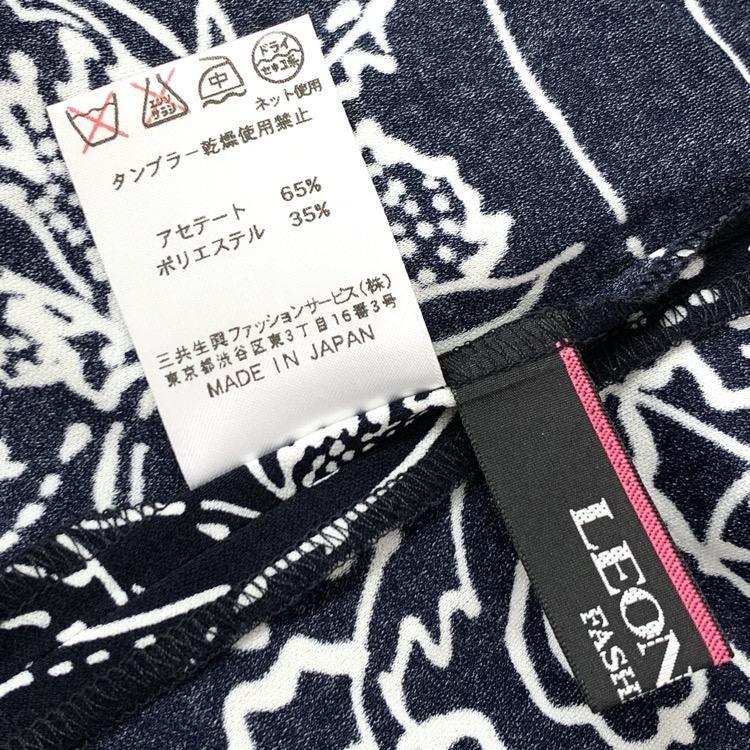 エンソ
サラシ
中
ドライ
セキユ系
ネット使用
タンブラー乾燥使用禁止
アセテート 65%
ポリエステル 35%
三共生興ファッションサービス(株)
東京都渋谷区東3丁目16番3号
MADE IN JAPAN
LEON
FASH